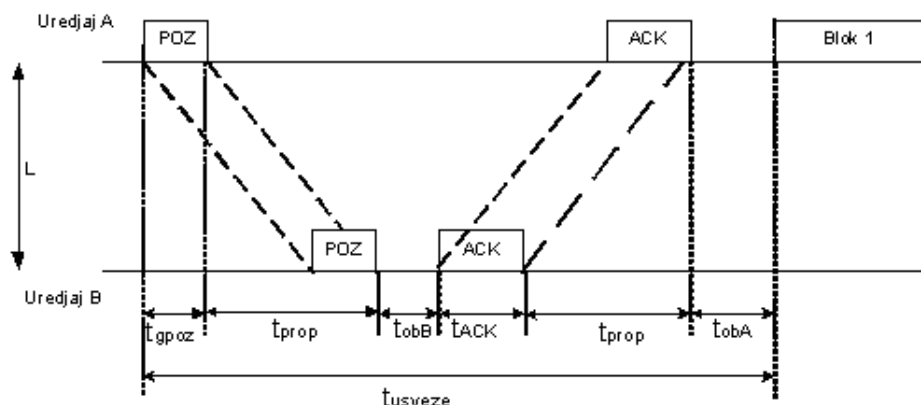 Uredjaj A
POZ
ACK
Blok 1
L
POZ
ACK
Uredjaj B
tgpoz
tprop
tobB
tACK
tprop
tobA
tusveze